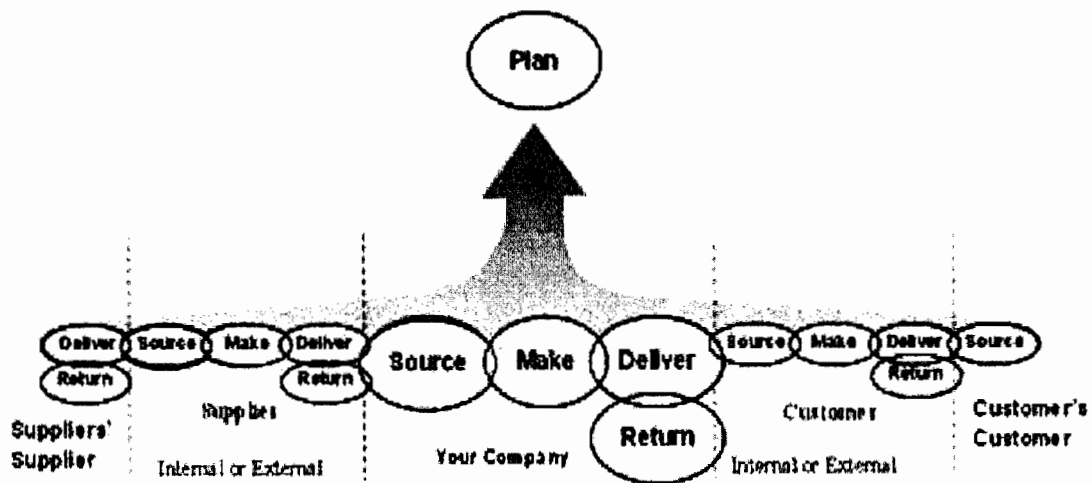 Plan
Deliver Source Make Deliver Source Make Deliver Source Make Deliver Source
Return Return Return Return
Suppliers' Supplier
Supplier
Internal or External
Your Company
Customer
Internal or External
Customer's
Customer